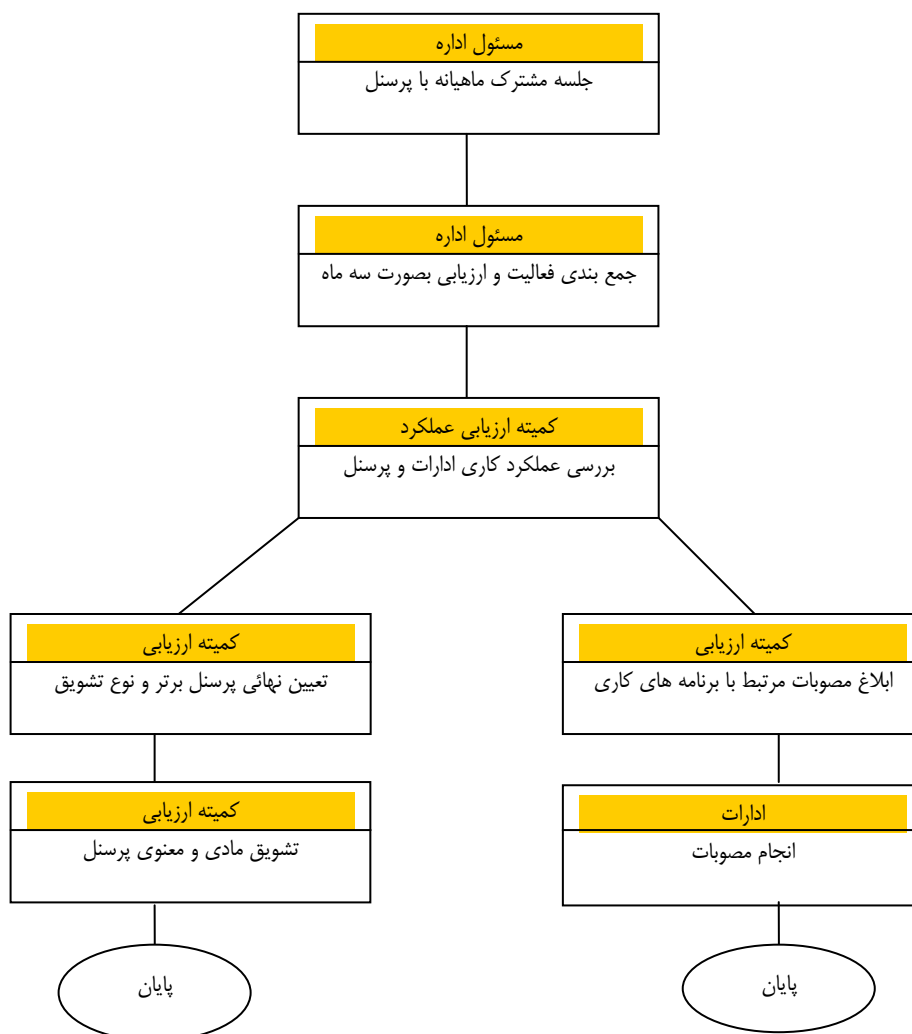 مسئول اداره
جلسه مشترک ماهیانه با پرسنل
مسئول اداره
جمع بندی فعالیت و ارزیابی بصورت سه ماه
کمیته ارزیابی عملکرد
بررسی عملکرد کاری ادارات و پرسنل
کمیته ارزیابی
ابلاغ مصوبات مرتبط با برنامه های کاری
ادارات
انجام مصوبات
پایان
کمیته ارزیابی
تعیین نهائی پرسنل برتر و نوع تشویق
کمیته ارزیابی
تشویق مادی و معنوی پرسنل
پایان